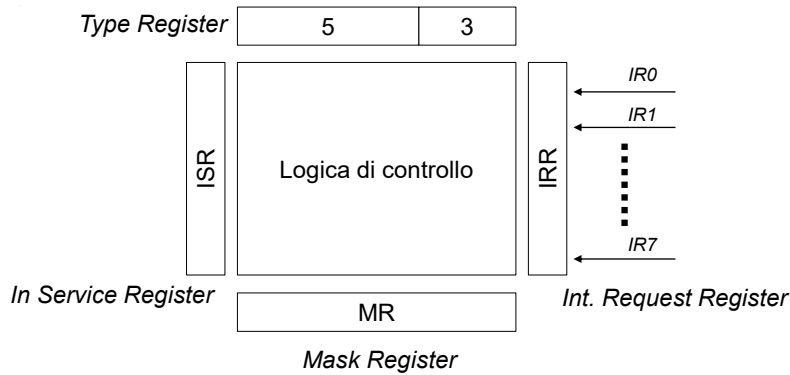 Type Register
5
3
IR0
IR1
ISR
Logica di controllo
IRR
IR7
In Service Register
Int. Request Register
MR
Mask Register